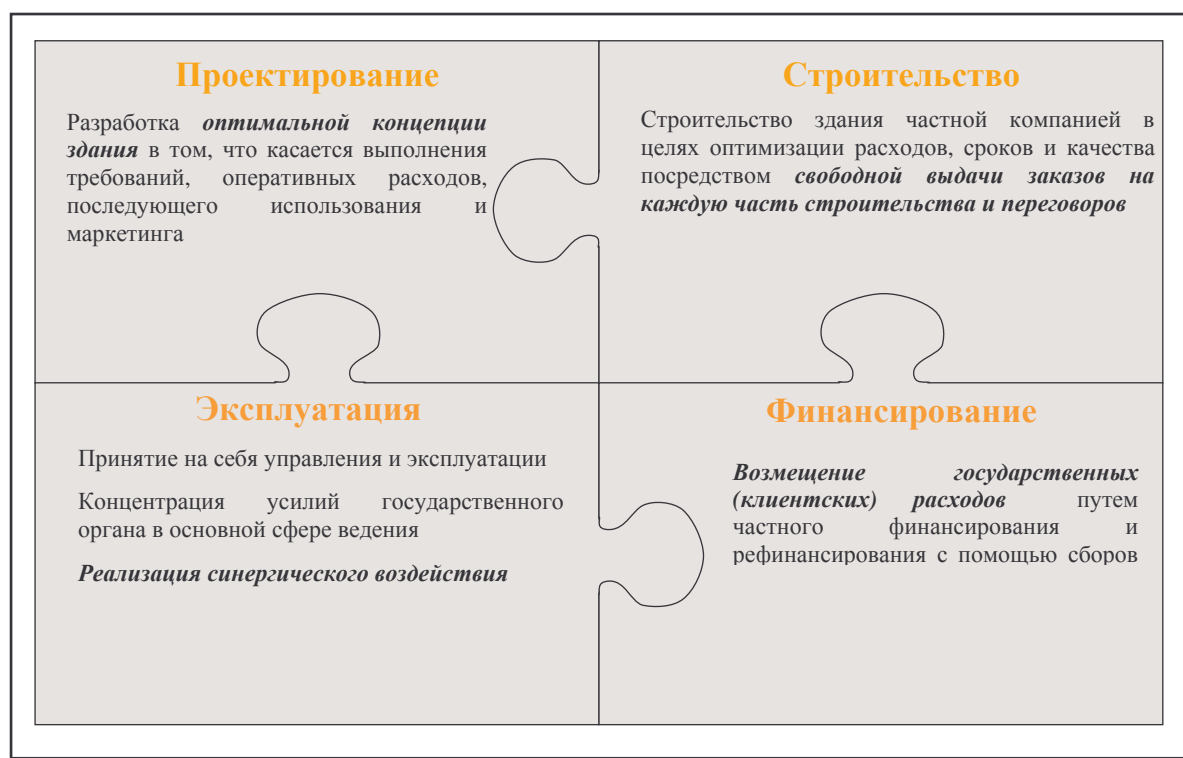 Проектирование
Разработка оптимальной концепции
здания в том, что касается выполнения
требований, оперативных расходов,
последующего использования и
маркетинга
Строительство
Строительство здания частной компанией в
целях оптимизации расходов, сроков и качества
посредством свободной выдачи заказов на
каждую часть строительства и переговоров
Эксплуатация
Принятие на себя управления и эксплуатации
Концентрация усилий государственного
органа в основной сфере ведения
Реализация синергического воздействия
Финансирование
Возмещение государственных
(клиентских) расходов путем
частного финансирования и
рефинансирования с помощью сборов